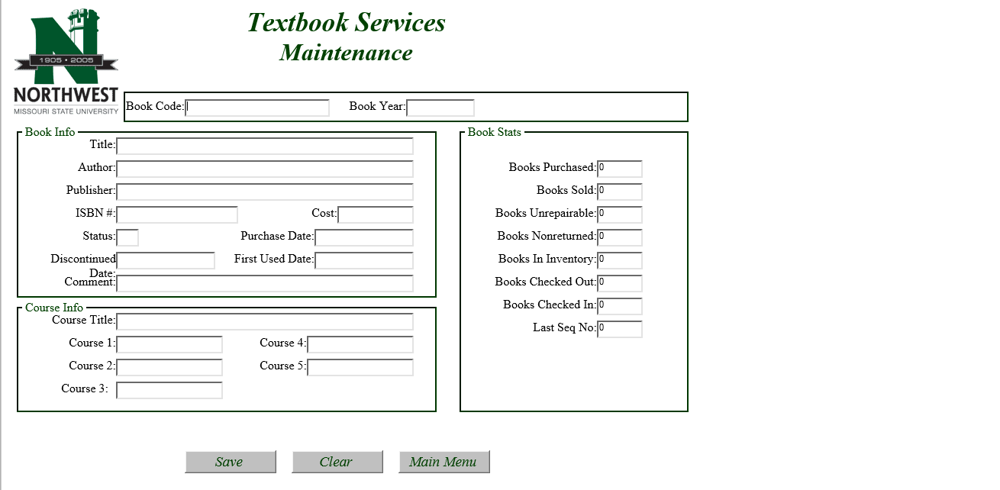 Textbook Services
Maintenance
1905 • 2005
NORTHWEST
MISSOURI STATE UNIVERSITY
Book Code: Book Year:
Book Info
Title:
Author:
Publisher:
ISBN #: Cost:
Status: Purchase Date:
Discontinued Date: First Used Date:
Comment:
Course Info
Course Title:
Course 1: Course 4:
Course 2: Course 5:
Course 3:
Book Stats
Books Purchased: 0
Books Sold: 0
Books Unrepairable: 0
Books Nonreturned: 0
Books In Inventory: 0
Books Checked Out: 0
Books Checked In: 0
Last Seq No: 0
Save Clear Main Menu